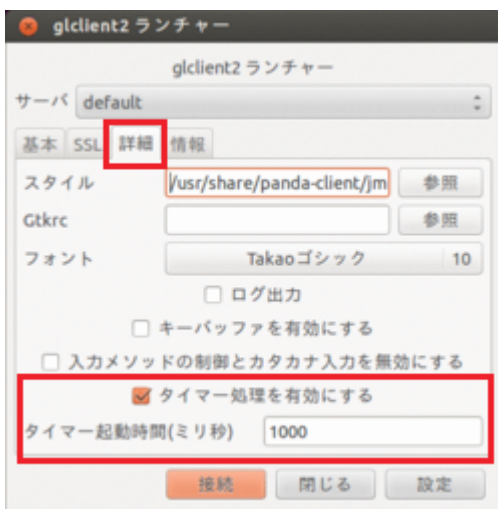 glclient2 ランチャー
glclient2 ランチャー
サーバ default
基本 SSL 詳細 情報
スタイル /usr/share/panda-client/jm 参照
Gtkrc 参照
フォント Takaoゴシック 10
ログ出力
キーバッファを有効にする
入力メソッドの制御とカタカナ入力を無効にする
タイマー処理を有効にする
タイマー起動時間(ミリ秒) 1000
接続 閉じる 設定